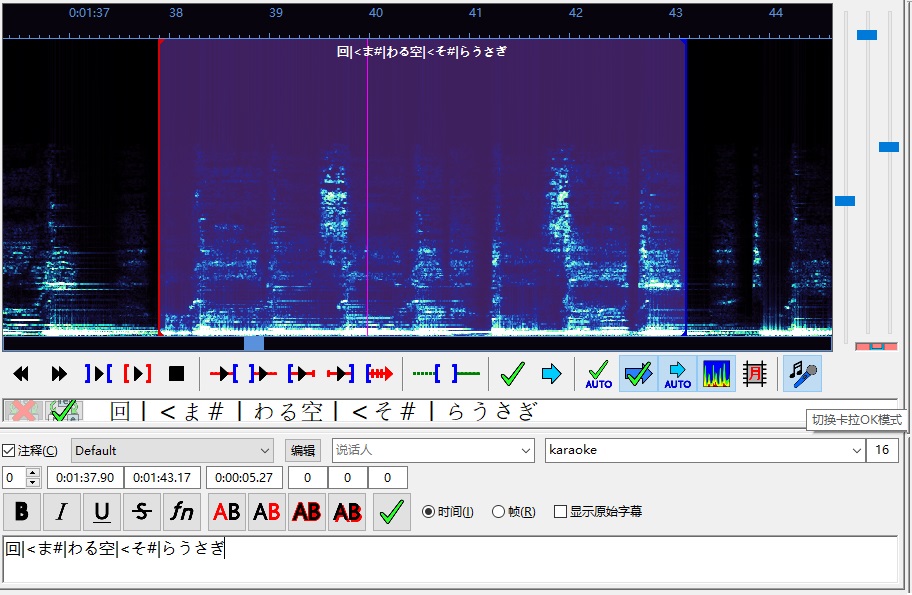 0:01:37 38 39 40 41 42 43 44
回|<ま#|わる空|<そ#|らうさぎ
AUTO AUTO 月
回|<ま#|わる空|<そ#|らうさぎ
切换卡拉OK模式
注释(C) Default 编辑 说话人 karaoke 16
0 0:01:37.90 0:01:43.17 0:00:05.27 0 0 0
B I U S fn AB AB AB AB 时间(I) 帧(R) 显示原始字幕
回|<ま#|わる空|<そ#|らうさぎ